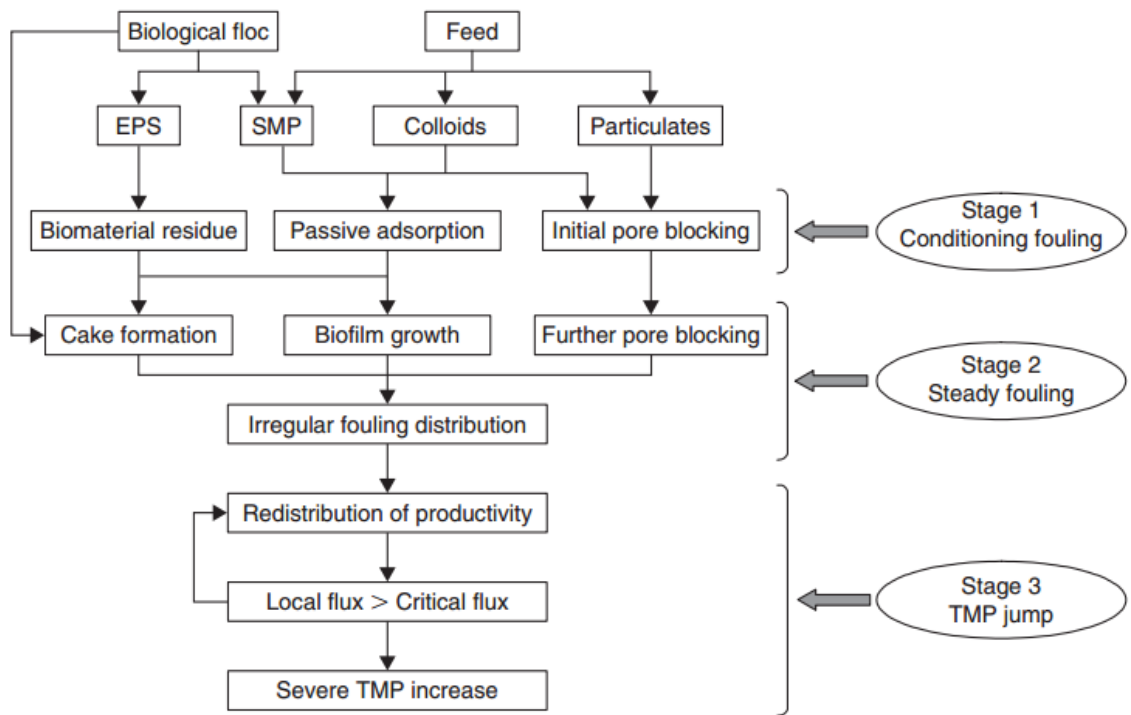 Biological floc
Feed
EPS
SMP
Colloids
Particulates
Biomaterial residue
Passive adsorption
Initial pore blocking
Stage 1
Conditioning fouling
Cake formation
Biofilm growth
Further pore blocking
Stage 2
Steady fouling
Irregular fouling distribution
Redistribution of productivity
Local flux > Critical flux
Stage 3
TMP jump
Severe TMP increase